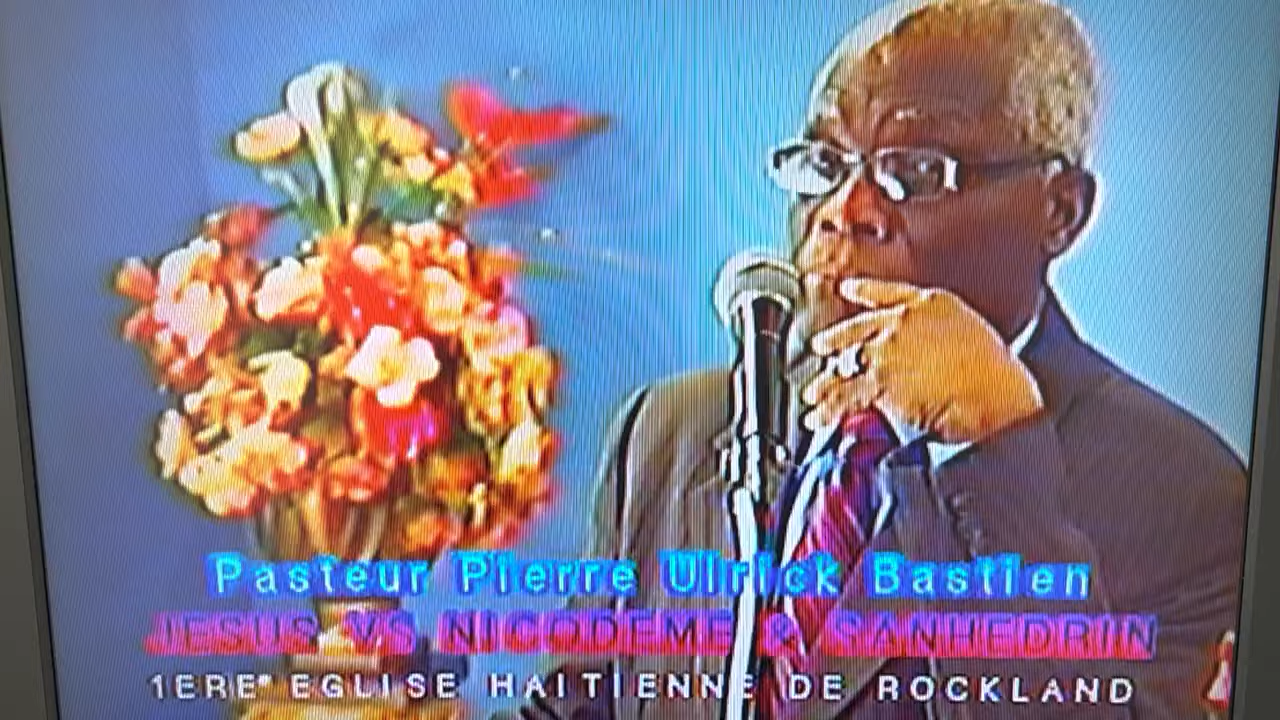 Pasteur Pierre Ulrick Bastien
JESUS VS NICODEME & SANHEDRIN
1ERE* EGLISE HAITIENNE DE ROCKLAND